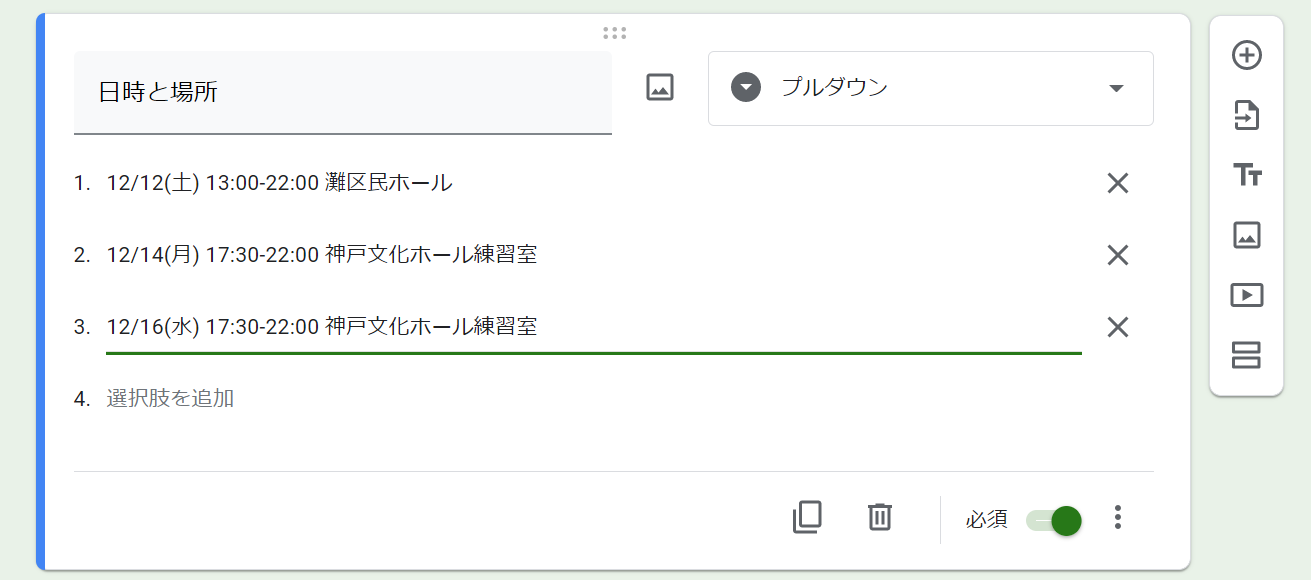 日時と場所
プルダウン
1. 12/12(土) 13:00-22:00 灘区民ホール
2. 12/14(月) 17:30-22:00 神戸文化ホール練習室
3. 12/16(水) 17:30-22:00 神戸文化ホール練習室
4. 選択肢を追加
必須